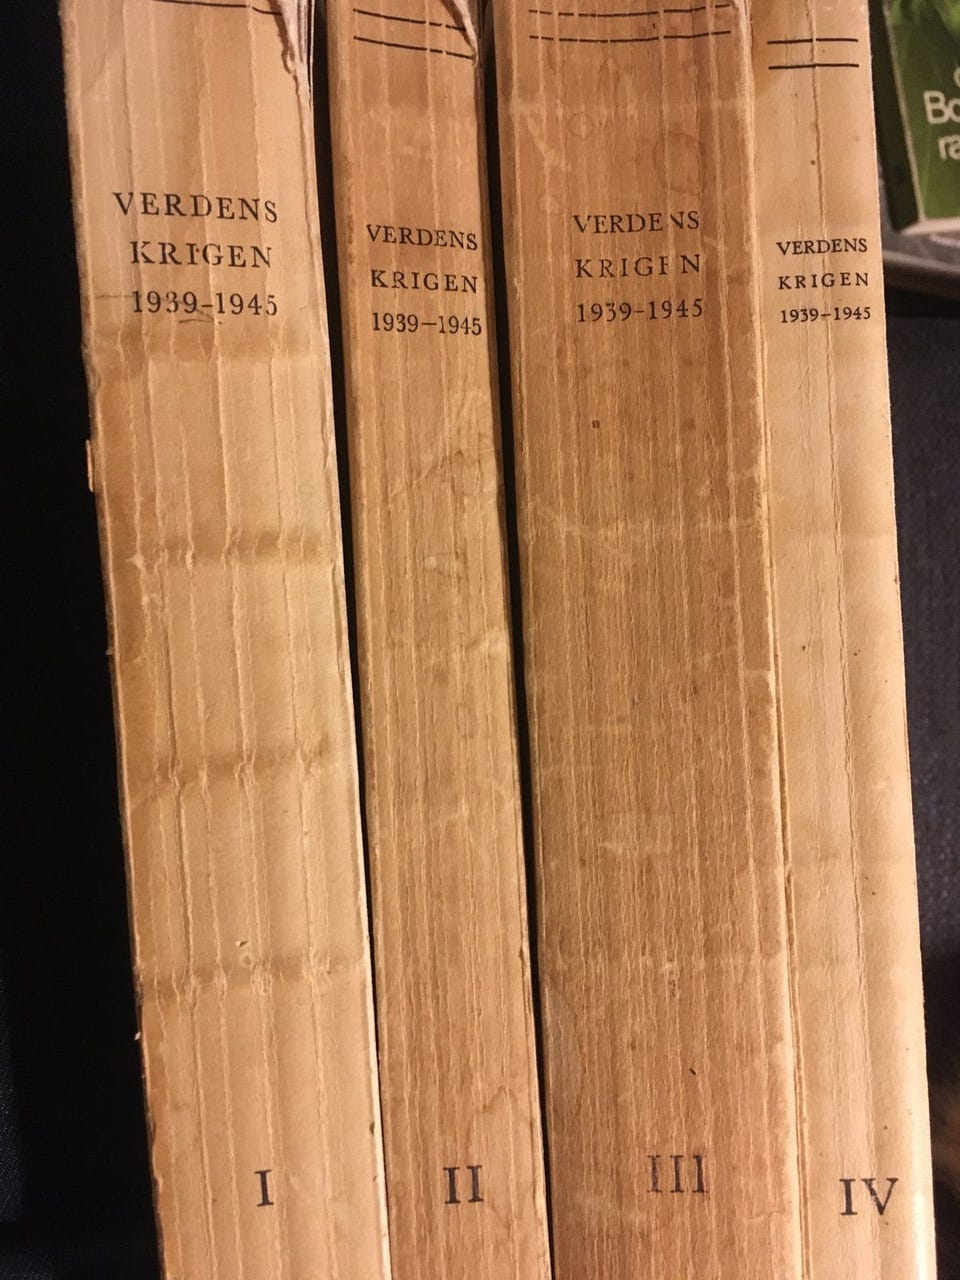 VERDENS
KRIGEN
1939-1945
I
VERDENS
KRIGEN
1939-1945
II
VERDENS
KRIGEN
1939-1945
III
VERDENS
KRIGEN
1939-1945
IV